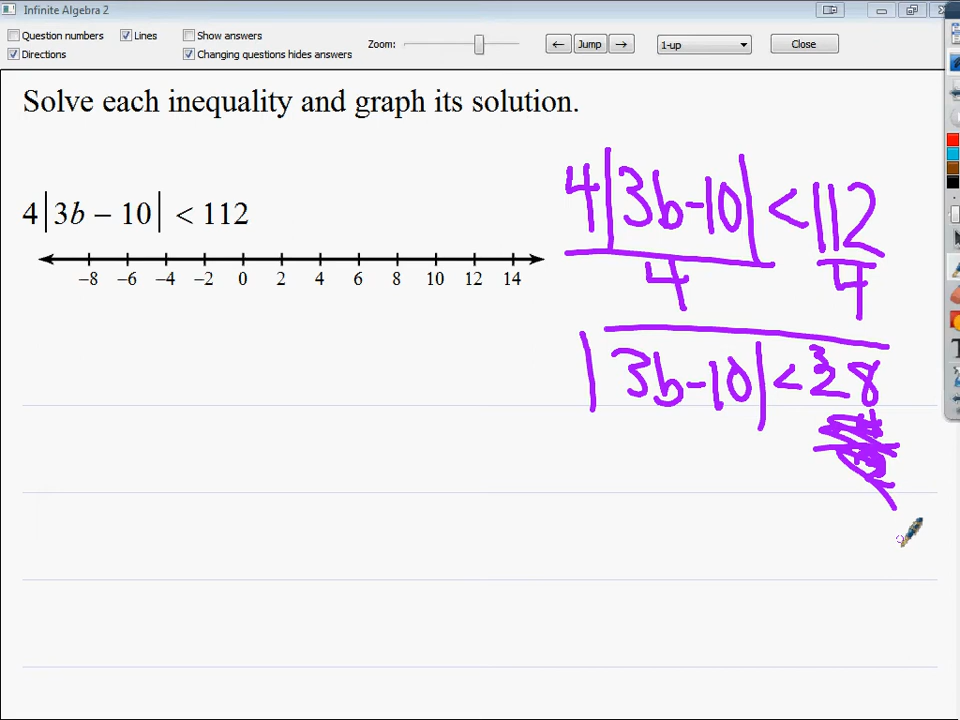 Infinite Algebra 2
Question numbers Lines Show answers
Directions Changing questions hides answers
Zoom: ← Jump → 1-up Close
Solve each inequality and graph its solution.
4|3b − 10| < 112
−8 −6 −4 −2 0 2 4 6 8 10 12 14
4|3b-10| < 112
4 4
|3b-10| < 28